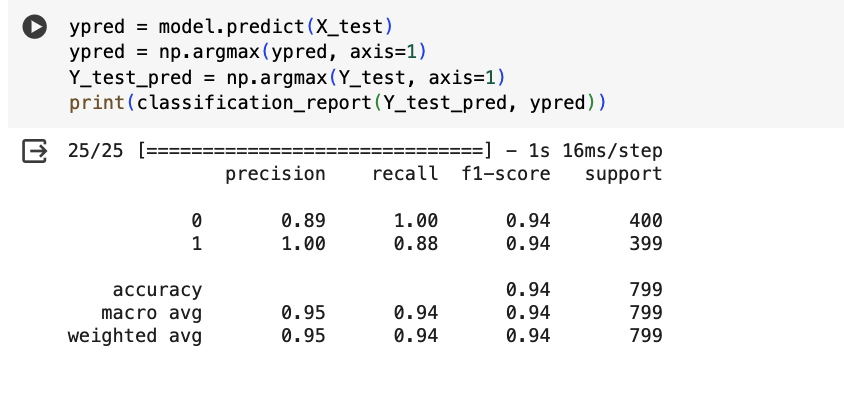 ypred = model.predict(X_test)
ypred = np.argmax(ypred, axis=1)
Y_test_pred = np.argmax(Y_test, axis=1)
print(classification_report(Y_test_pred, ypred))
25/25 [==============================] - 1s 16ms/step
precision recall f1-score support
0 0.89 1.00 0.94 400
1 1.00 0.88 0.94 399
accuracy 0.94 799
macro avg 0.95 0.94 0.94 799
weighted avg 0.95 0.94 0.94 799